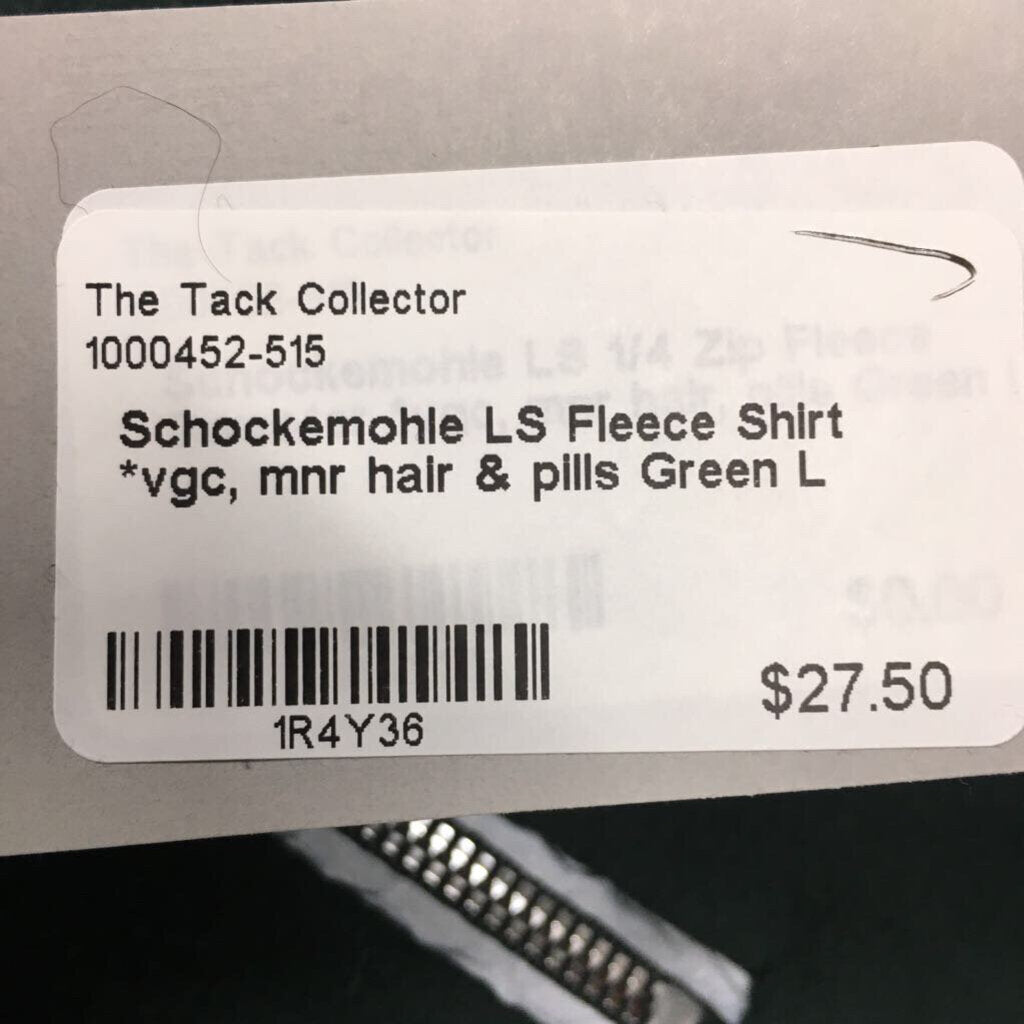 The Tack Collector
1000452-515
Schockemohle LS Fleece Shirt
*vgc, mnr hair & pills Green L
1R4Y36
$27.50